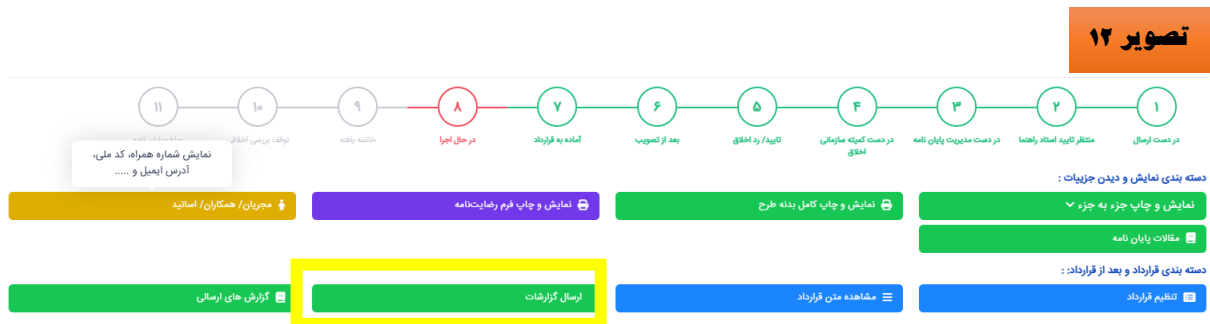 تصویر ۱۲
۱ ۲ ۳ ۴ ۵ ۶ ۷ ۸ ۹ ۱۰ ۱۱
در دست ارسال
منتظر تایید استاد راهنما
در دست مدیریت پایان نامه
در دست کمیته سازمانی
اخلاق
تایید/ رد اخلاق
بعد از تصویب
آماده به قرارداد
در حال اجرا
خاتمه یافته
توقف بررسی اخلاقی
نمایش شماره همراه، کد ملی،
آدرس ایمیل و .....
دسته بندی نمایش و دیدن جزییات :
نمایش و چاپ جزء به جزء
نمایش و چاپ کامل بدنه طرح
نمایش و چاپ فرم رضایت‌نامه
مجریان/ همکاران/ اساتید
مقالات پایان نامه
دسته بندی قرارداد و بعد از قرارداد: :
تنظیم قرارداد
مشاهده متن قرارداد
ارسال گزارشات
گزارش های ارسالی